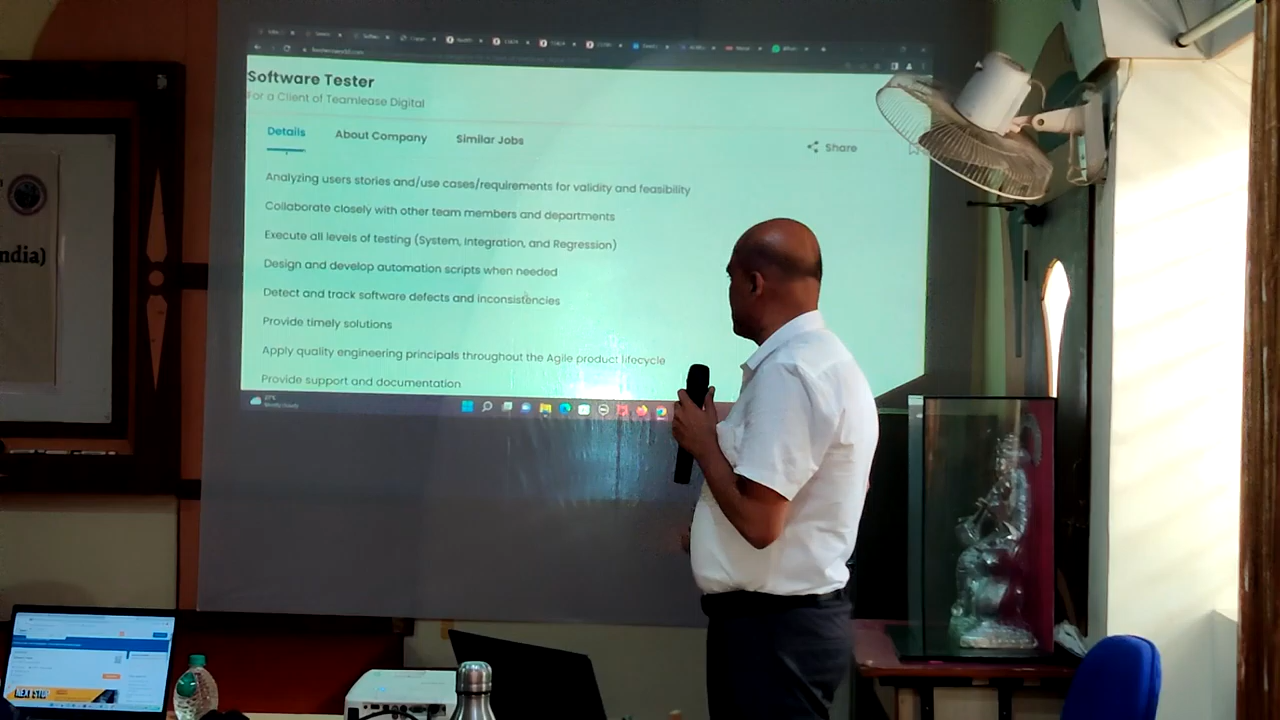 Software Tester
For a Client of Teamlease Digital
Details
About Company
Similar Jobs
Share
Analyzing users stories and/use cases/requirements for validity and feasibility
Collaborate closely with other team members and departments
Execute all levels of testing (System, Integration, and Regression)
Design and develop automation scripts when needed
Detect and track software defects and inconsistencies
Provide timely solutions
Apply quality engineering principals throughout the Agile product lifecycle
Provide support and documentation
ndia)
NEXT STOP